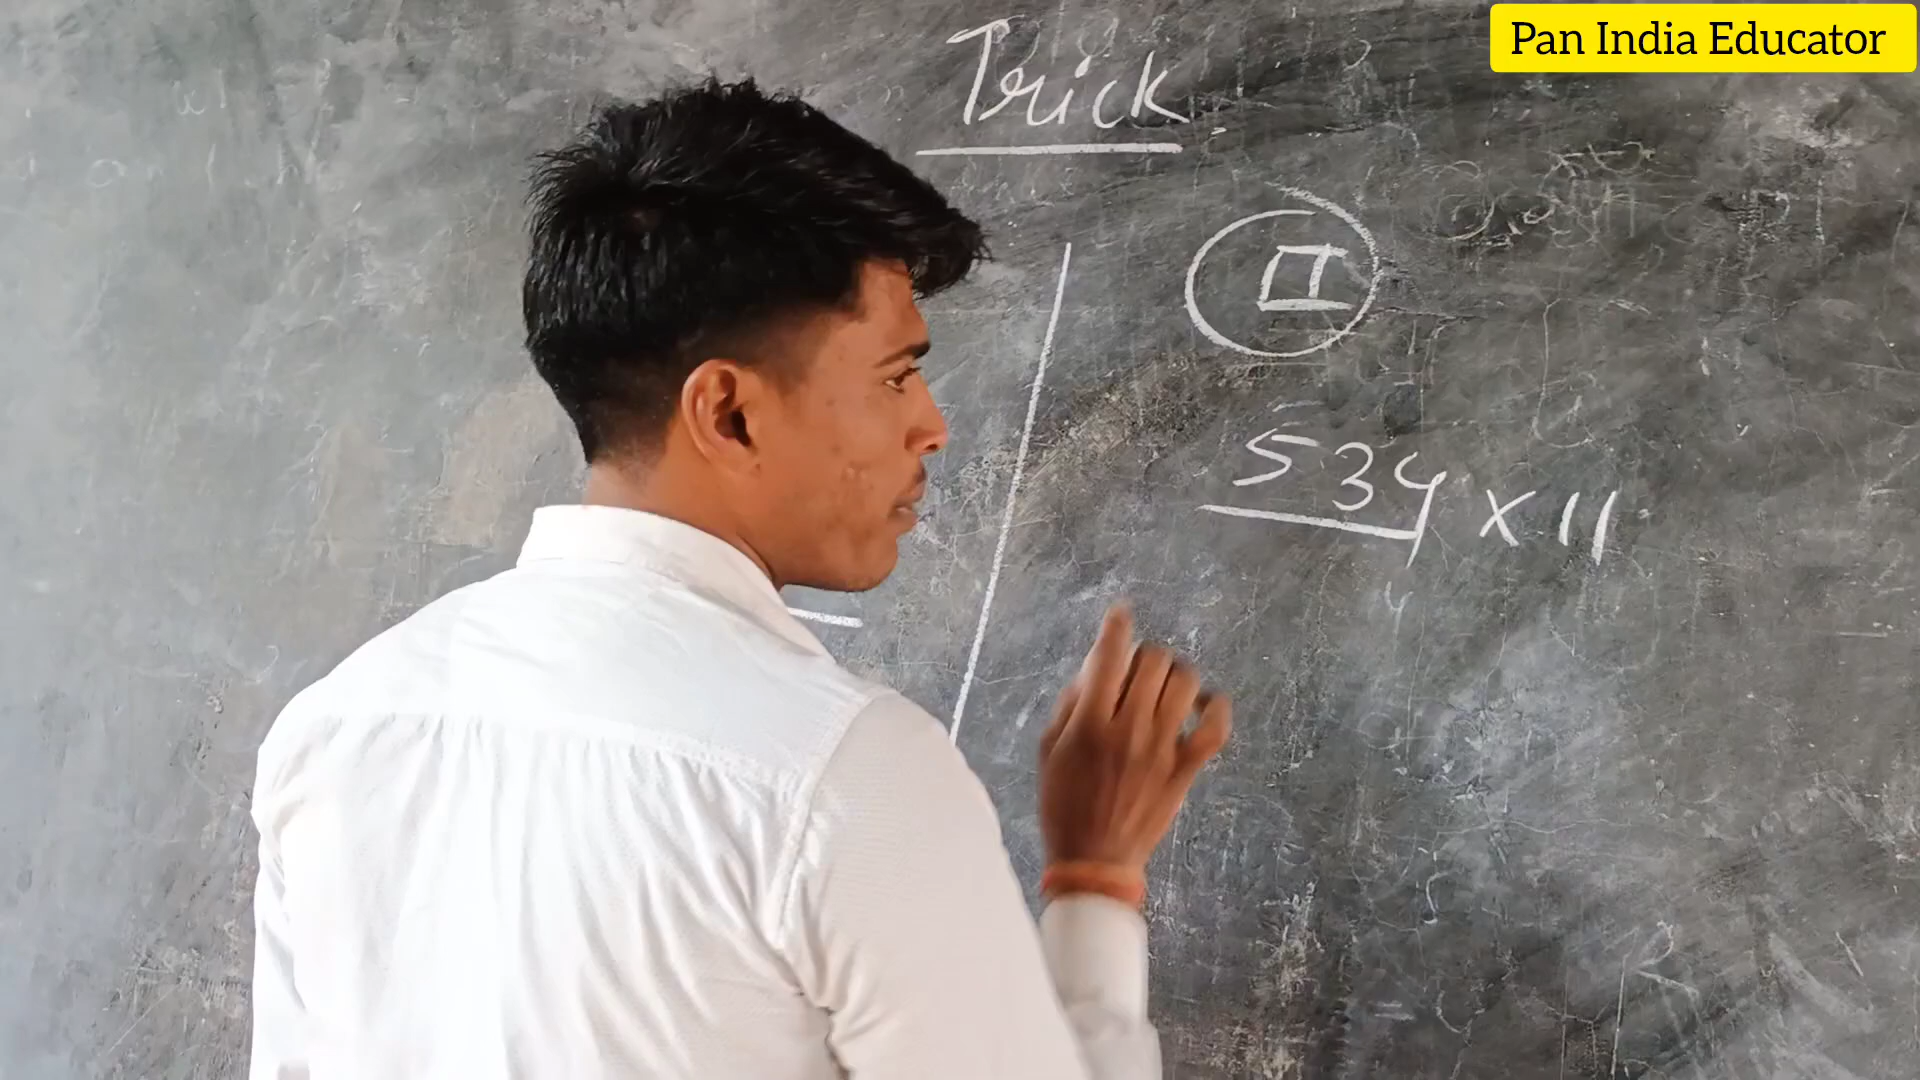 Pan India Educator
Trick
II
534 x 11